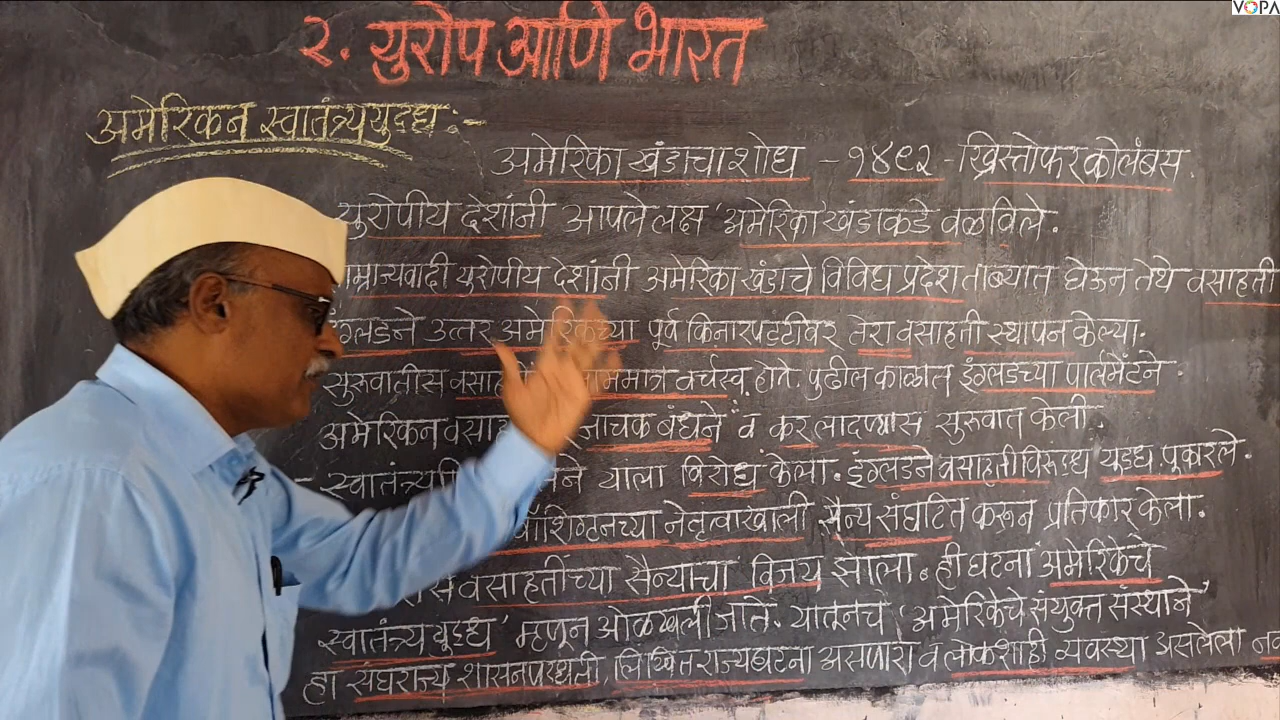 VOPA
२. युरोप आणि भारत
अमेरिकन स्वातंत्र्ययुद्ध :-
अमेरिका खंडाचा शोध - १४९२ - ख्रिस्तोफर कोलंबस.
युरोपीय देशांनी आपले लक्ष 'अमेरिका' खंडाकडे वळविले.
म्राज्यवादी युरोपीय देशांनी अमेरिका खंडाचे विविध प्रदेश ताब्यात घेऊन तेथे वसाहती
इंग्लंडने उत्तर अमेरिकेच्या पूर्व किनारपट्टीवर तेरा वसाहती स्थापन केल्या.
सुरुवातीस नाममात्र वर्चस्व होते. पुढील काळात इंग्लंडच्या पार्लमेंटने
अमेरिकन जाचक बंधने व कर लादण्यास सुरुवात केली.
- याला विरोध केला. इंग्लंडने वसाहतीविरुद्ध युद्ध पुकारले.
वॉशिंग्टनच्या नेतृत्वाखाली सैन्य संघटित करून प्रतिकार केला.
वसाहतींच्या सैन्याचा विजय झाला. ही घटना अमेरिकेचे
स्वातंत्र्य युद्ध' म्हणून ओळखली जाते. यातूनच 'अमेरिकेचे संयुक्त संस्थाने'
हा संघराज्य शासनपद्धती, लिखित राज्यघटना असणारा व लोकशाही व्यवस्था असलेला नव